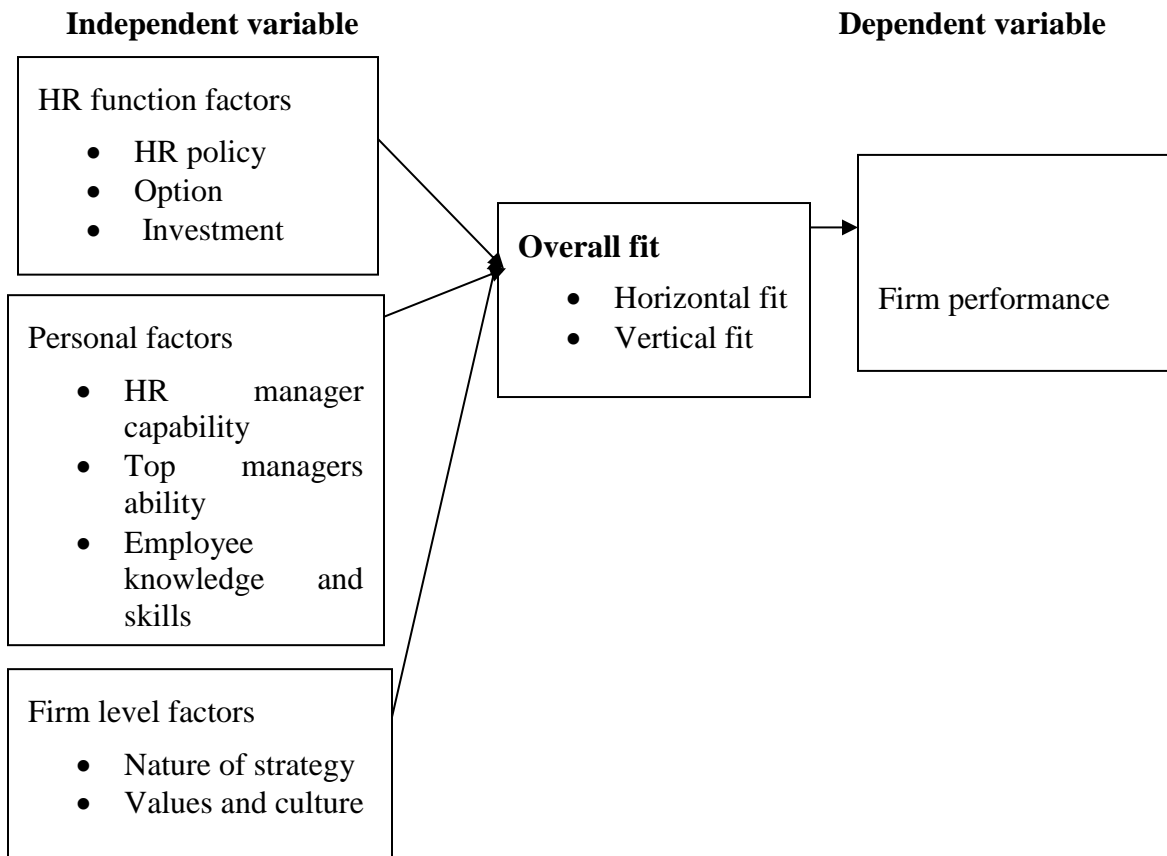 Independent variable
Dependent variable
HR function factors
• HR policy
• Option
• Investment
Personal factors
• HR manager
capability
• Top managers
ability
• Employee
knowledge and
skills
Firm level factors
• Nature of strategy
• Values and culture
Overall fit
• Horizontal fit
• Vertical fit
Firm performance